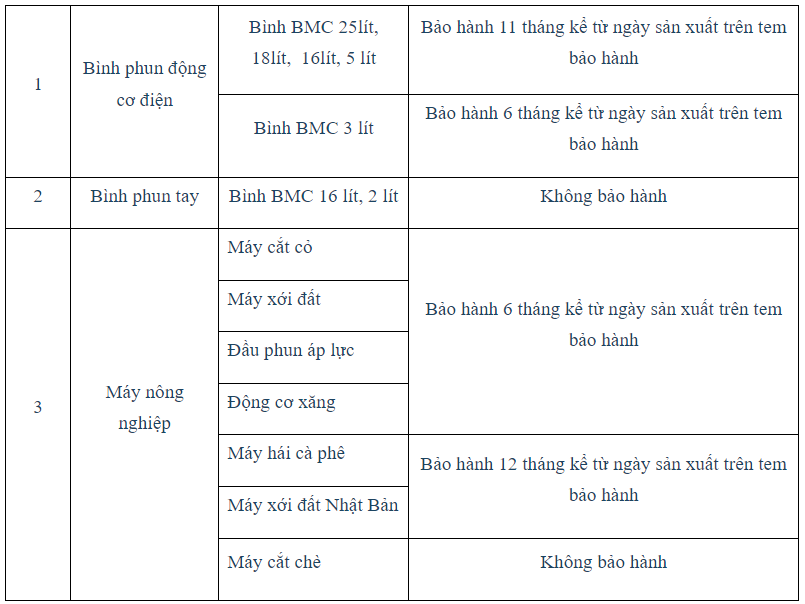 1
Bình phun động
cơ điện
Bình BMC 25lít,
18lít, 16lít, 5 lít
Bảo hành 11 tháng kể từ ngày sản xuất trên tem
bảo hành
Bình BMC 3 lít
Bảo hành 6 tháng kể từ ngày sản xuất trên tem
bảo hành
2
Bình phun tay
Bình BMC 16 lít, 2 lít
Không bảo hành
3
Máy nông
nghiệp
Máy cắt cỏ
Máy xới đất
Đầu phun áp lực
Động cơ xăng
Bảo hành 6 tháng kể từ ngày sản xuất trên tem
bảo hành
Máy hái cà phê
Máy xới đất Nhật Bản
Bảo hành 12 tháng kể từ ngày sản xuất trên tem
bảo hành
Máy cắt chè
Không bảo hành